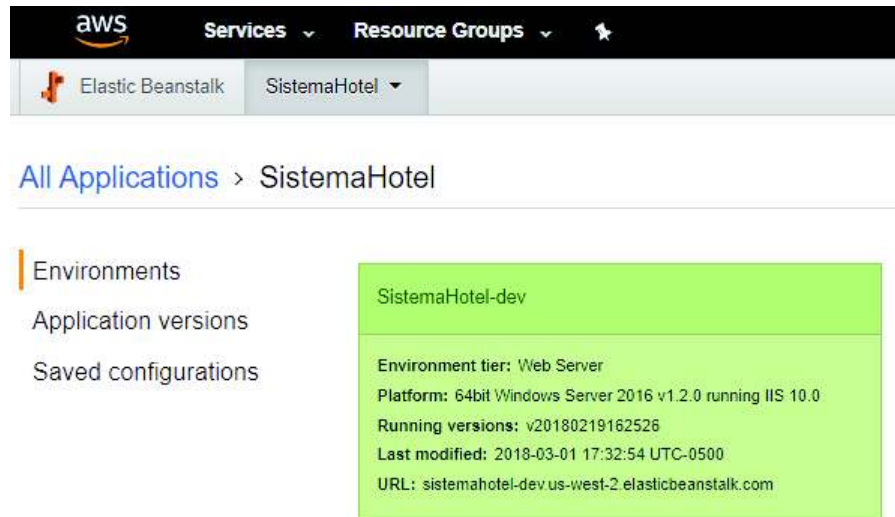 aws Services Resource Groups
Elastic Beanstalk SistemaHotel
All Applications > SistemaHotel
Environments
Application versions
Saved configurations
SistemaHotel-dev
Environment tier: Web Server
Platform: 64bit Windows Server 2016 v1.2.0 running IIS 10.0
Running versions: v20180219162526
Last modified: 2018-03-01 17:32:54 UTC-0500
URL: sistemahotel-dev.us-west-2.elasticbeanstalk.com